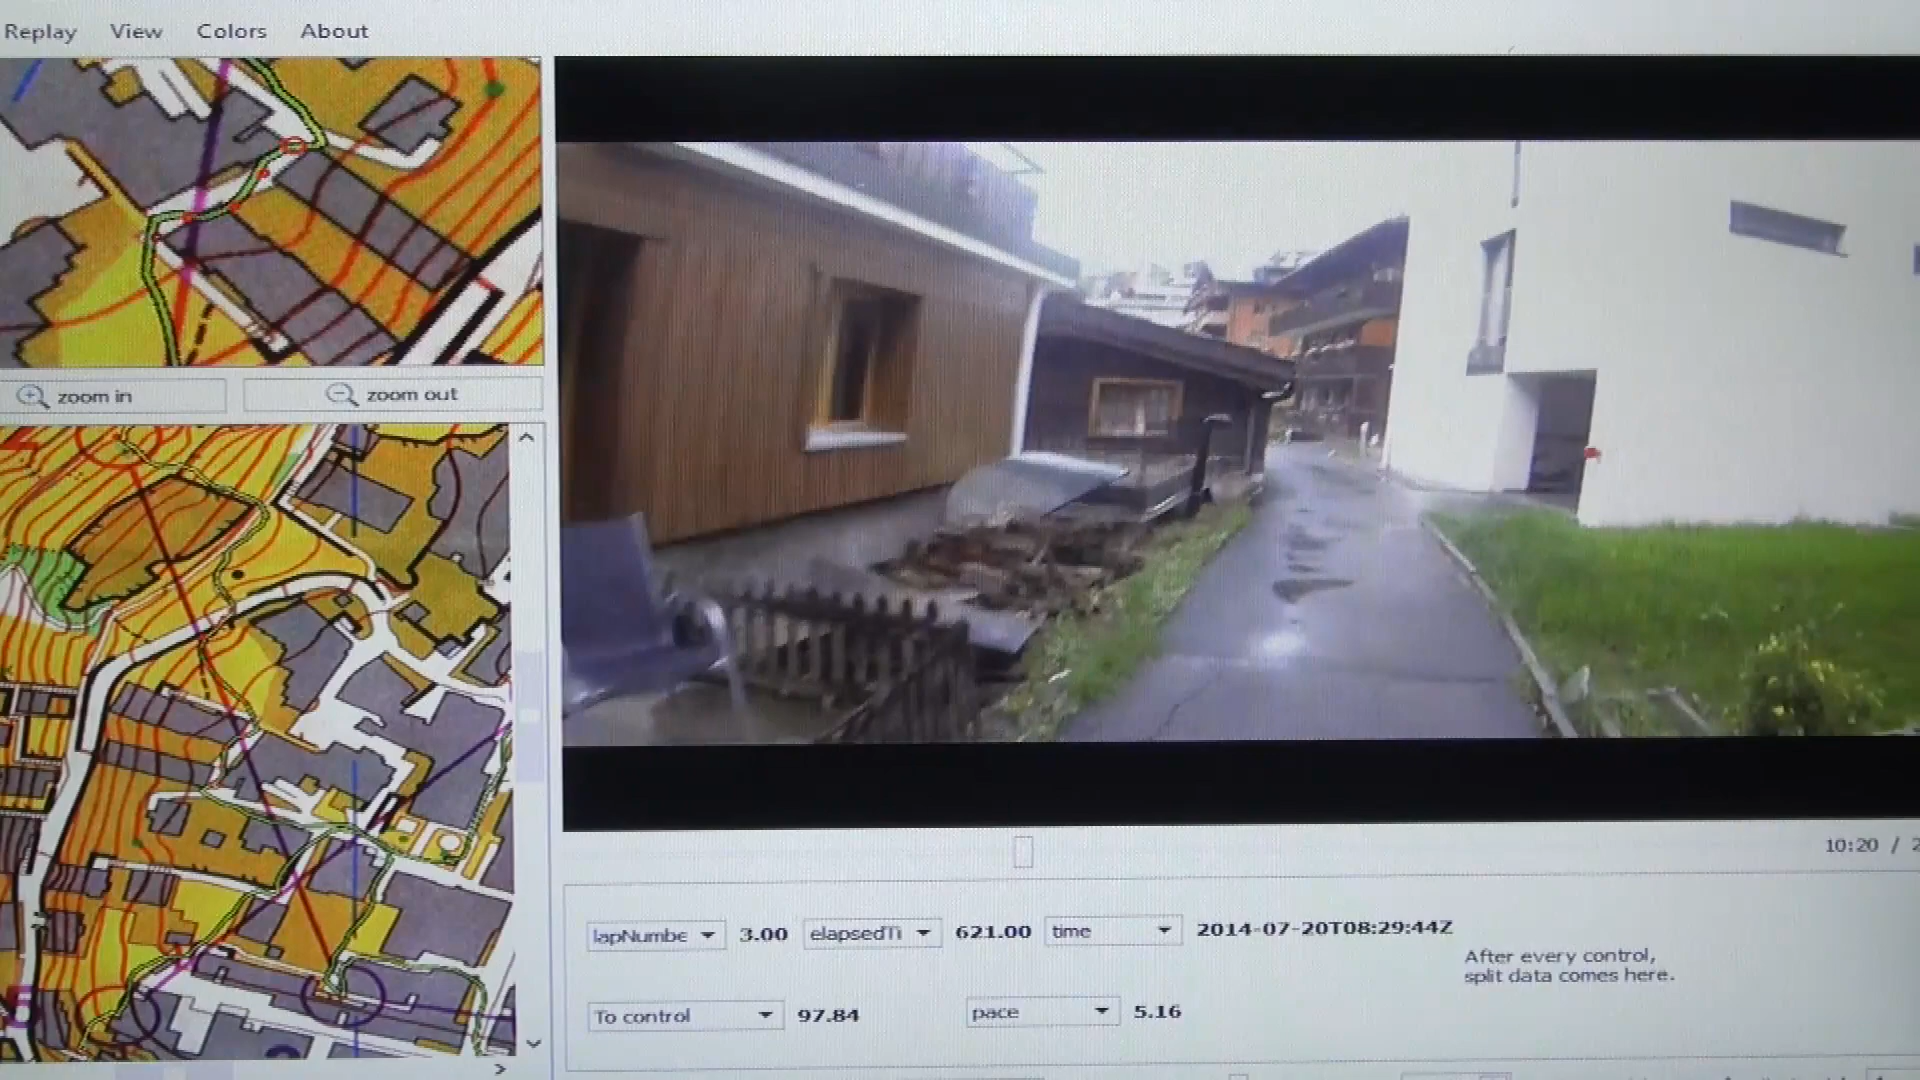 Replay View Colors About
zoom in zoom out
10:20 /
lapNumbe 3.00 elapsedTi 621.00 time 2014-07-20T08:29:44Z
After every control,
split data comes here.
To control 97.84 pace 5.16